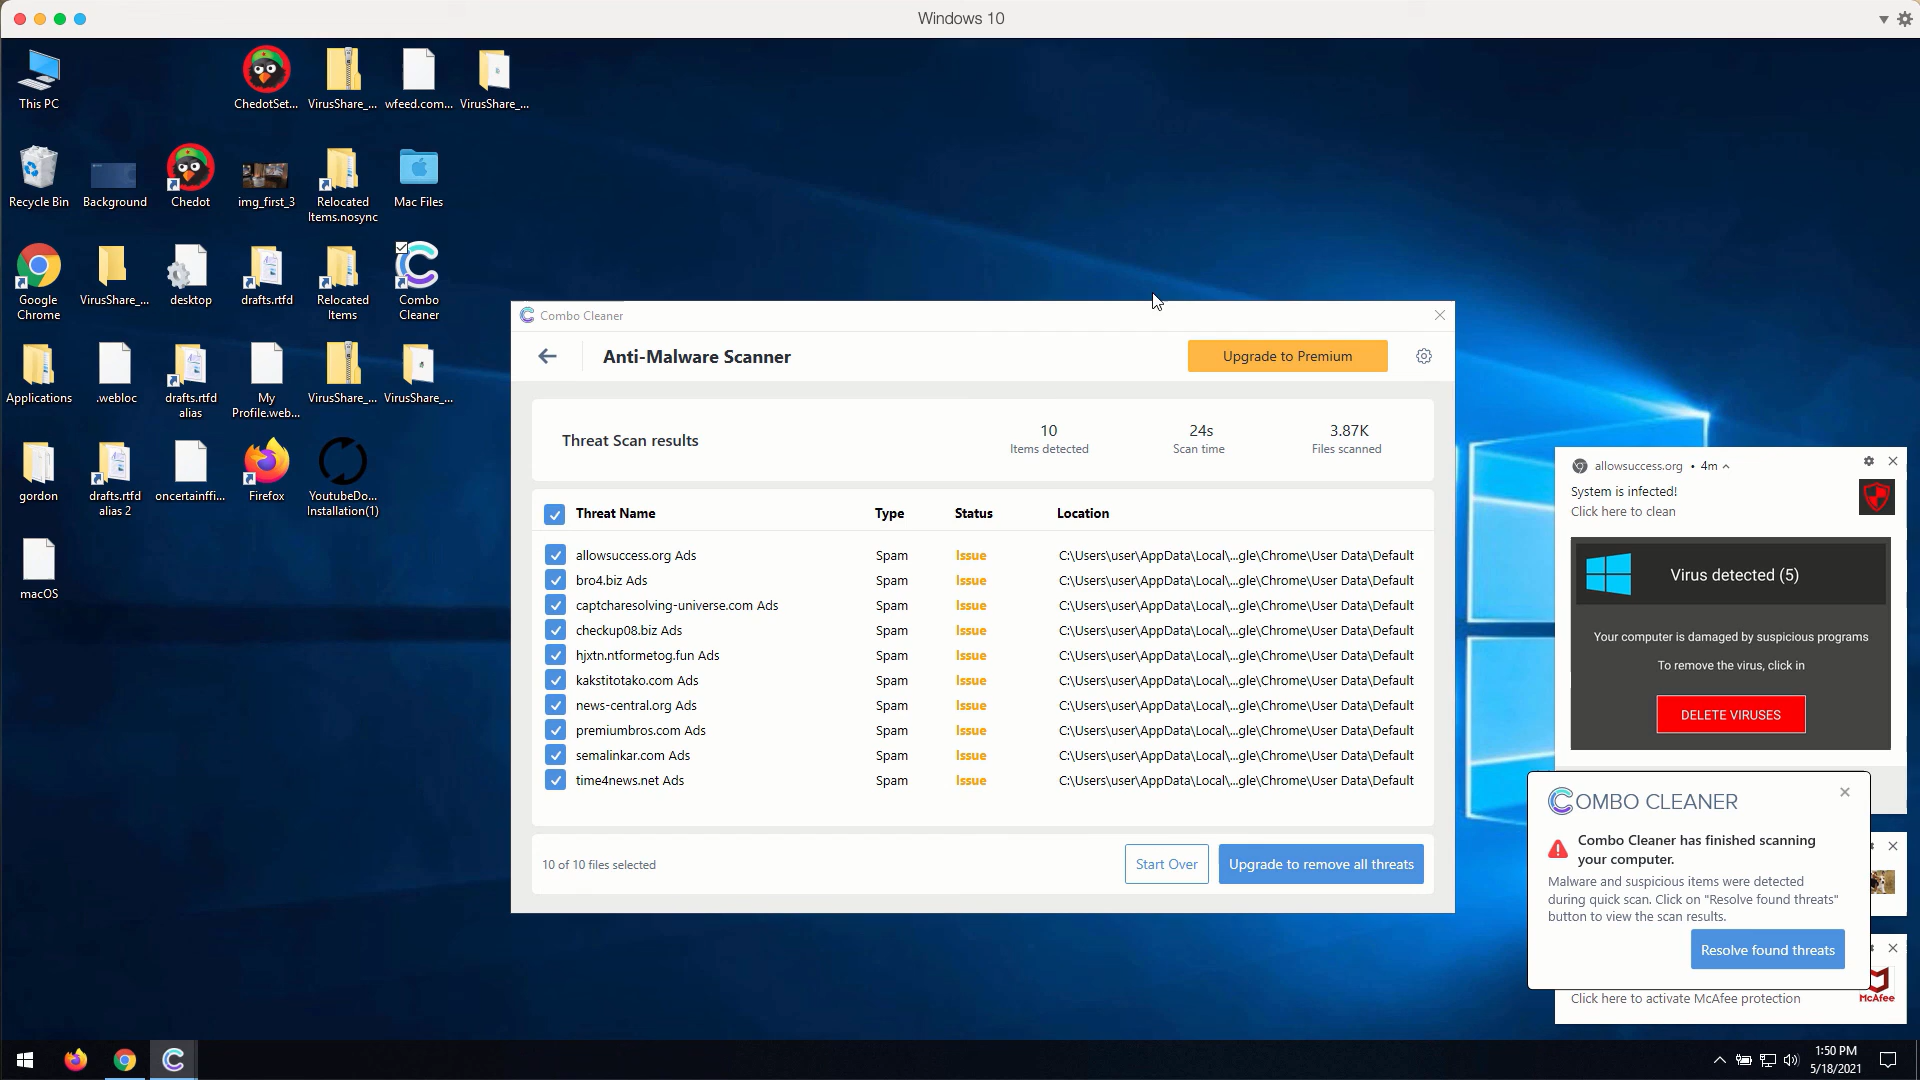 Windows 10
This PC
ChedotSet...
VirusShare_...
wfeed.com...
VirusShare_...
Recycle Bin
Background
Chedot
img_first_3
Relocated
Items.nosync
Mac Files
Google
Chrome
VirusShare_...
desktop
drafts.rtfd
Relocated
Items
Combo
Cleaner
Applications
.webloc
drafts.rtfd
alias
My
Profile.web...
VirusShare_...
VirusShare_...
gordon
drafts.rtfd
alias 2
oncertainffi...
Firefox
YoutubeDo...
Installation(1)
macOS
Combo Cleaner
Anti-Malware Scanner
Upgrade to Premium
Threat Scan results
10
Items detected
24s
Scan time
3.87K
Files scanned
Threat Name Type Status Location
allowsuccess.org Ads Spam Issue C:\Users\user\AppData\Local\...gle\Chrome\User Data\Default
bro4.biz Ads Spam Issue C:\Users\user\AppData\Local\...gle\Chrome\User Data\Default
captcharesolving-universe.com Ads Spam Issue C:\Users\user\AppData\Local\...gle\Chrome\User Data\Default
checkup08.biz Ads Spam Issue C:\Users\user\AppData\Local\...gle\Chrome\User Data\Default
hjxtn.ntformetog.fun Ads Spam Issue C:\Users\user\AppData\Local\...gle\Chrome\User Data\Default
kakstitotako.com Ads Spam Issue C:\Users\user\AppData\Local\...gle\Chrome\User Data\Default
news-central.org Ads Spam Issue C:\Users\user\AppData\Local\...gle\Chrome\User Data\Default
premiumbros.com Ads Spam Issue C:\Users\user\AppData\Local\...gle\Chrome\User Data\Default
semalinkar.com Ads Spam Issue C:\Users\user\AppData\Local\...gle\Chrome\User Data\Default
time4news.net Ads Spam Issue C:\Users\user\AppData\Local\...gle\Chrome\User Data\Default
10 of 10 files selected
Start Over
Upgrade to remove all threats
allowsuccess.org • 4m
System is infected!
Click here to clean
Virus detected (5)
Your computer is damaged by suspicious programs
To remove the virus, click in
DELETE VIRUSES
COMBO CLEANER
Combo Cleaner has finished scanning
your computer.
Malware and suspicious items were detected
during quick scan. Click on "Resolve found threats"
button to view the scan results.
Resolve found threats
Click here to activate McAfee protection
McAfee
1:50 PM
5/18/2021